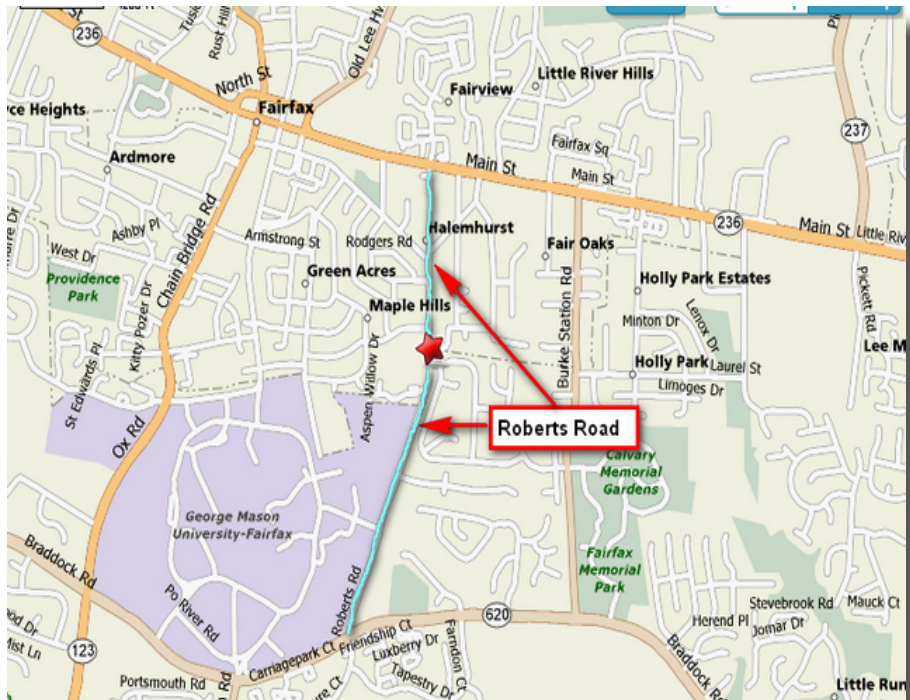 236
Rust Hill
Old Lee Hw
North St
Little River Hills
Fairview
Fairfax
237
Ardmore
Fairfax Sq
Main St
Main St
236
Main St
Little Riv
Ashby Pl
Chain Bridge Rd
Armstrong St
Rodgers Rd
Halemhurst
Fair Oaks
West Dr
Providence
Park
Green Acres
Holly Park Estates
Pickett Rd
Kitty Pozer Dr
Maple Hills
Burke Station Rd
Minton Dr
Lenox Dr
St Edwards Pl
Aspen Willow Dr
Holly Park
Laurel St
Limoges Dr
Lee M
Ox Rd
Roberts Road
Calvary
Memorial
Gardens
George Mason
University-Fairfax
Braddock Rd
Fairfax
Memorial
Park
Po River Rd
Roberts Rd
620
Stevebrook Rd
Mauck Ct
Herend Pl
Jomar Dr
Friendship Ct
Carriagepark Ct
Luxberry Dr
Farndon Ct
Braddock Rd
123
Mist Ln
Portsmouth Rd
Tapestry Dr
Little Run